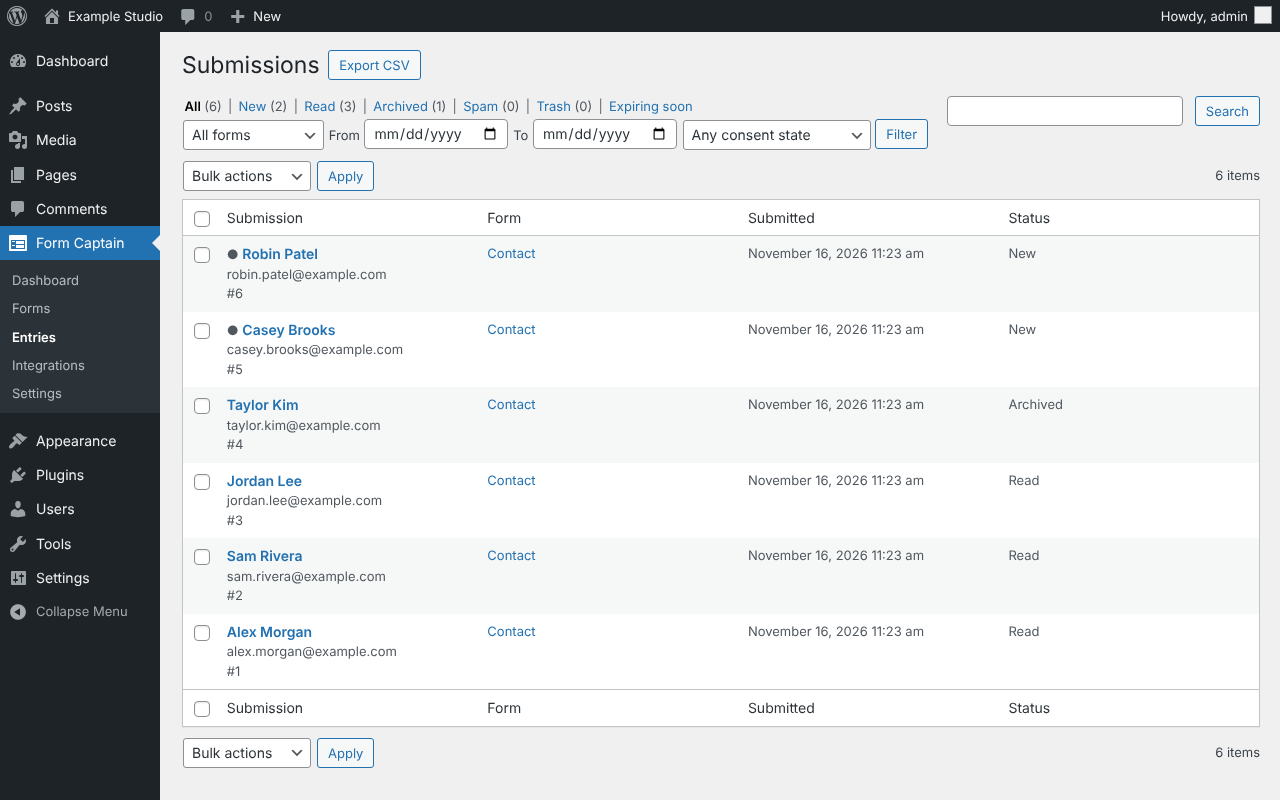 Example Studio 0 New Howdy, admin
Dashboard
Posts
Media
Pages
Comments
Form Captain
Dashboard
Forms
Entries
Integrations
Settings
Appearance
Plugins
Users
Tools
Settings
Collapse Menu
Submissions Export CSV
All (6) | New (2) | Read (3) | Archived (1) | Spam (0) | Trash (0) | Expiring soon
Search
All forms From mm/dd/yyyy To mm/dd/yyyy Any consent state Filter
Bulk actions Apply 6 items
Submission Form Submitted Status
Robin Patel Contact November 16, 2026 11:23 am New
robin.patel@example.com
#6
Casey Brooks Contact November 16, 2026 11:23 am New
casey.brooks@example.com
#5
Taylor Kim Contact November 16, 2026 11:23 am Archived
taylor.kim@example.com
#4
Jordan Lee Contact November 16, 2026 11:23 am Read
jordan.lee@example.com
#3
Sam Rivera Contact November 16, 2026 11:23 am Read
sam.rivera@example.com
#2
Alex Morgan Contact November 16, 2026 11:23 am Read
alex.morgan@example.com
#1
Submission Form Submitted Status
Bulk actions Apply 6 items